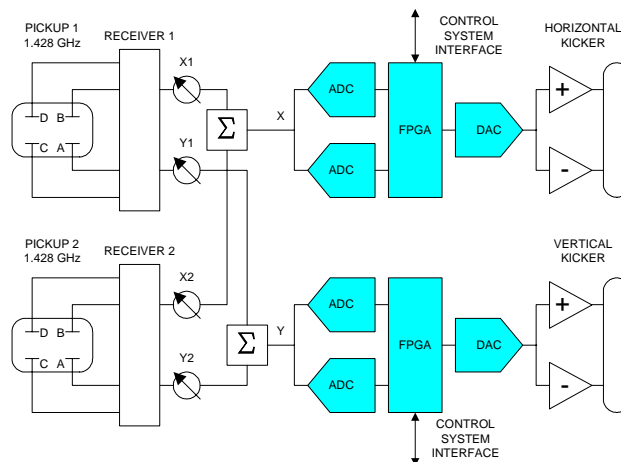 PICKUP 1
1.428 GHz
RECEIVER 1
X1
CONTROL
SYSTEM
INTERFACE
HORIZONTAL
KICKER
D B
C A
Σ
X
ADC
ADC
FPGA
DAC
+
-
Y1
PICKUP 2
1.428 GHz
RECEIVER 2
X2
VERTICAL
KICKER
D B
C A
Y2
Σ
Y
ADC
ADC
FPGA
DAC
+
-
CONTROL
SYSTEM
INTERFACE